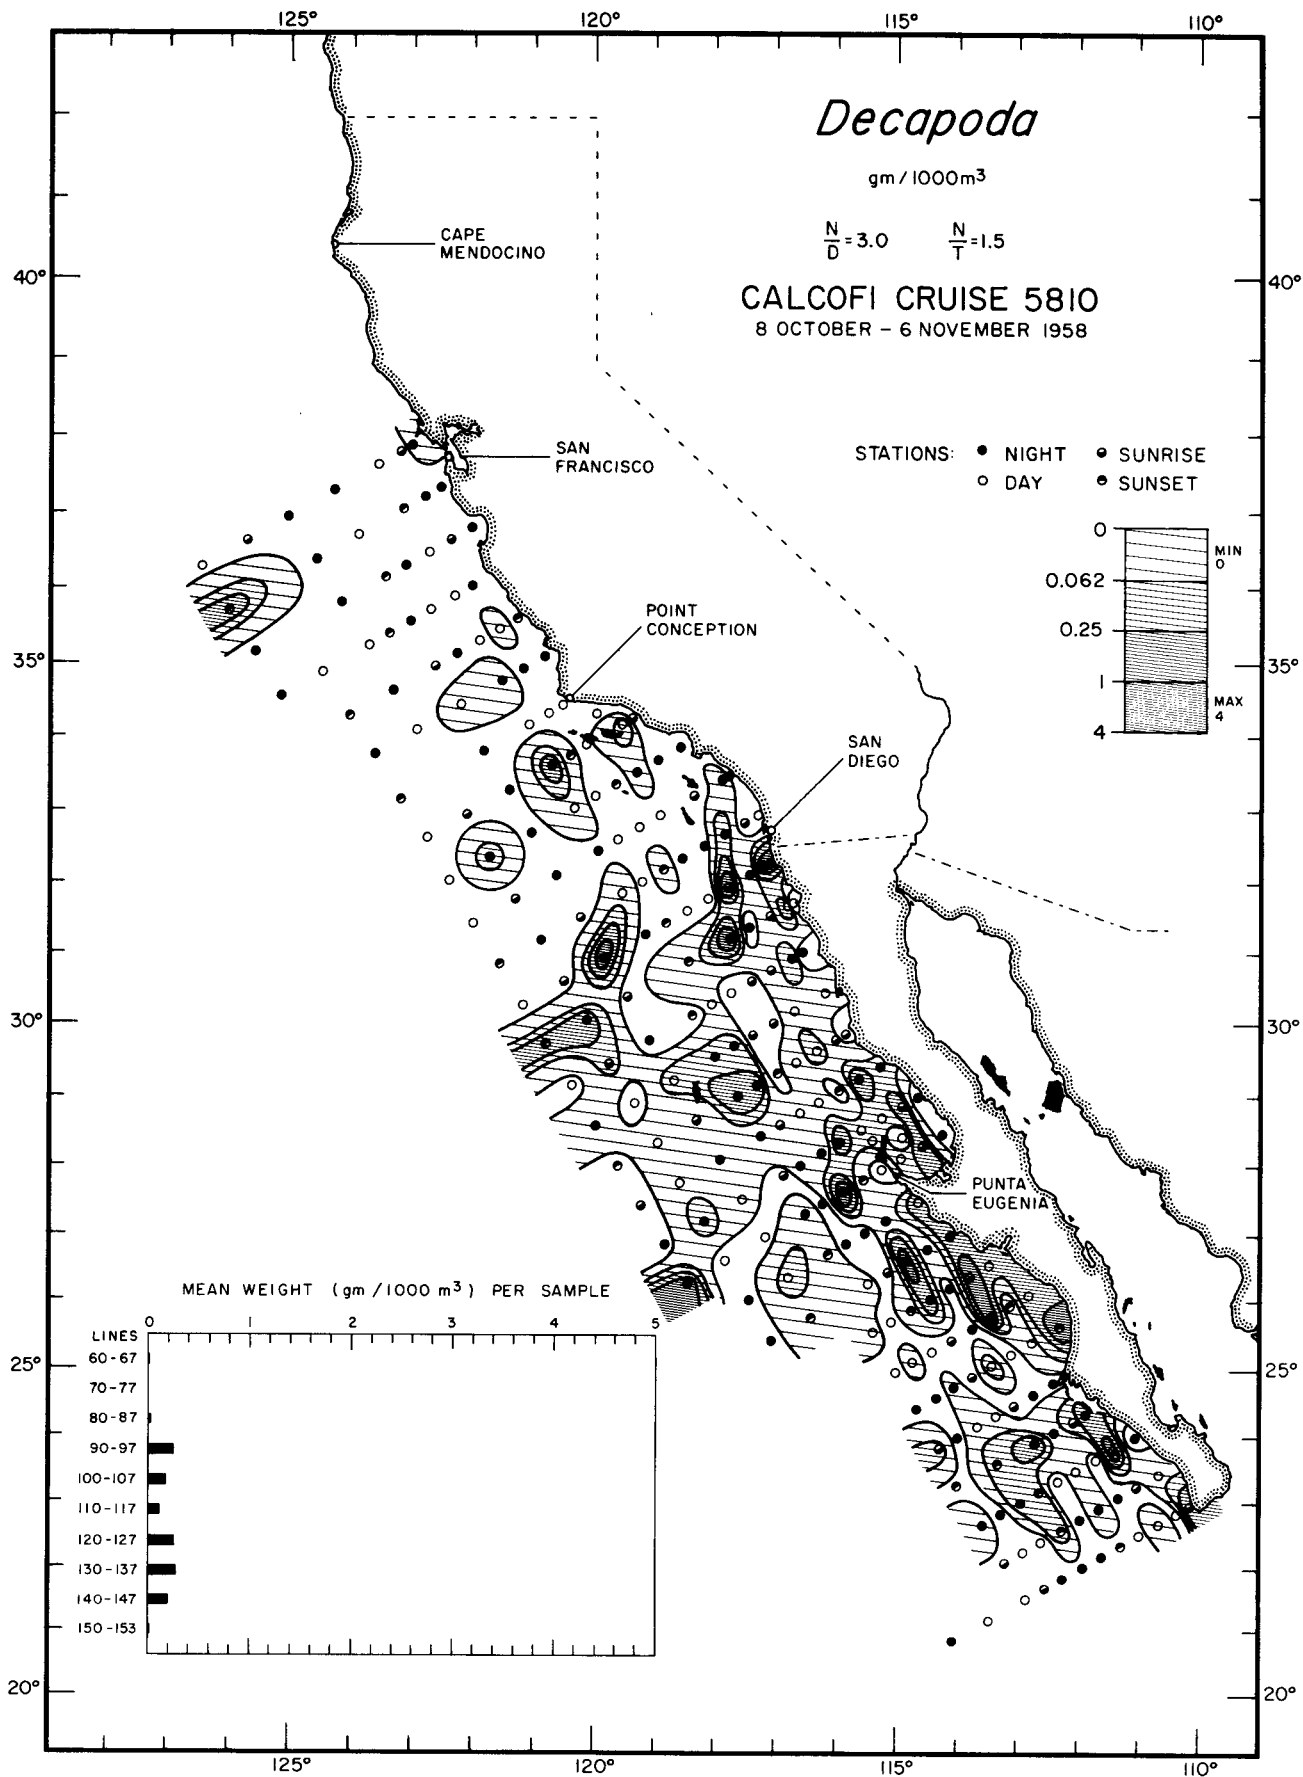 125°
120°
115°
110°
Decapoda
gm/1000m³
N/D = 3.0 N/T = 1.5
CALCOFI CRUISE 5810
8 OCTOBER – 6 NOVEMBER 1958
CAPE
MENDOCINO
40°
40°
SAN
FRANCISCO
STATIONS: ● NIGHT SUNRISE
○ DAY SUNSET
0
MIN
0
0.062
0.25
1
MAX
4
4
POINT
CONCEPTION
35°
35°
SAN
DIEGO
30°
30°
PUNTA
EUGENIA
MEAN WEIGHT (gm/1000 m³) PER SAMPLE
0 1 2 3 4 5
LINES
60-67
70-77
80-87
90-97
100-107
110-117
120-127
130-137
140-147
150-153
25°
25°
20°
20°
125°
120°
115°
110°